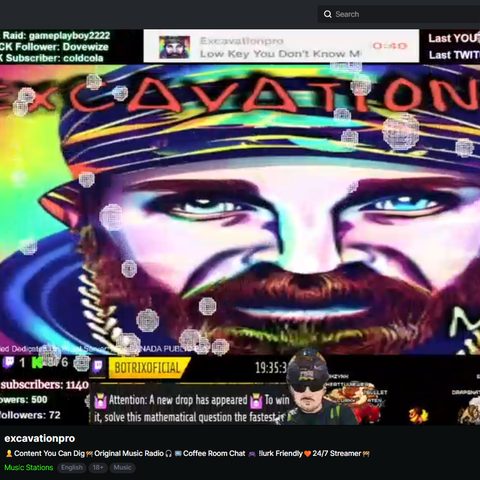 Search
Raid: gameplayboy2222
CK Follower: Dovewize
K Subscriber: coldcola
Excavationpro
Low Key You Don't Know M
0:40
Last YOU
Last TWIT
EXCAVATION
1
6
BOTRIXOFICIAL
19:35:3
subscribers: 1140
owers: 500
followers: 72
Attention: A new drop has appeared To win
it, solve this mathematical question the fastest
excavationpro
Content You Can Dig Original Music Radio Coffee Room Chat !lurk Friendly 24/7 Streamer
Music Stations English 18+ Music